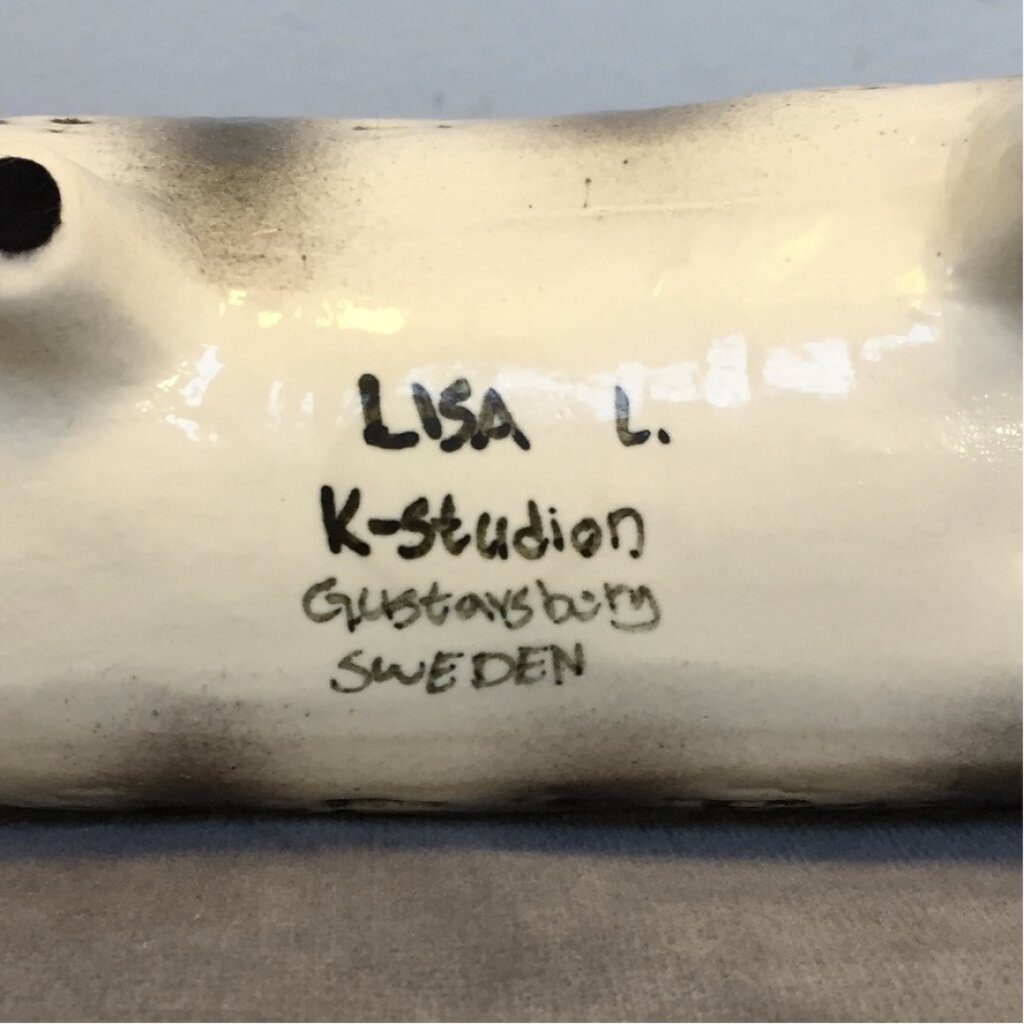 LISA L.
K-Studion
Gustavsberg
SWEDEN